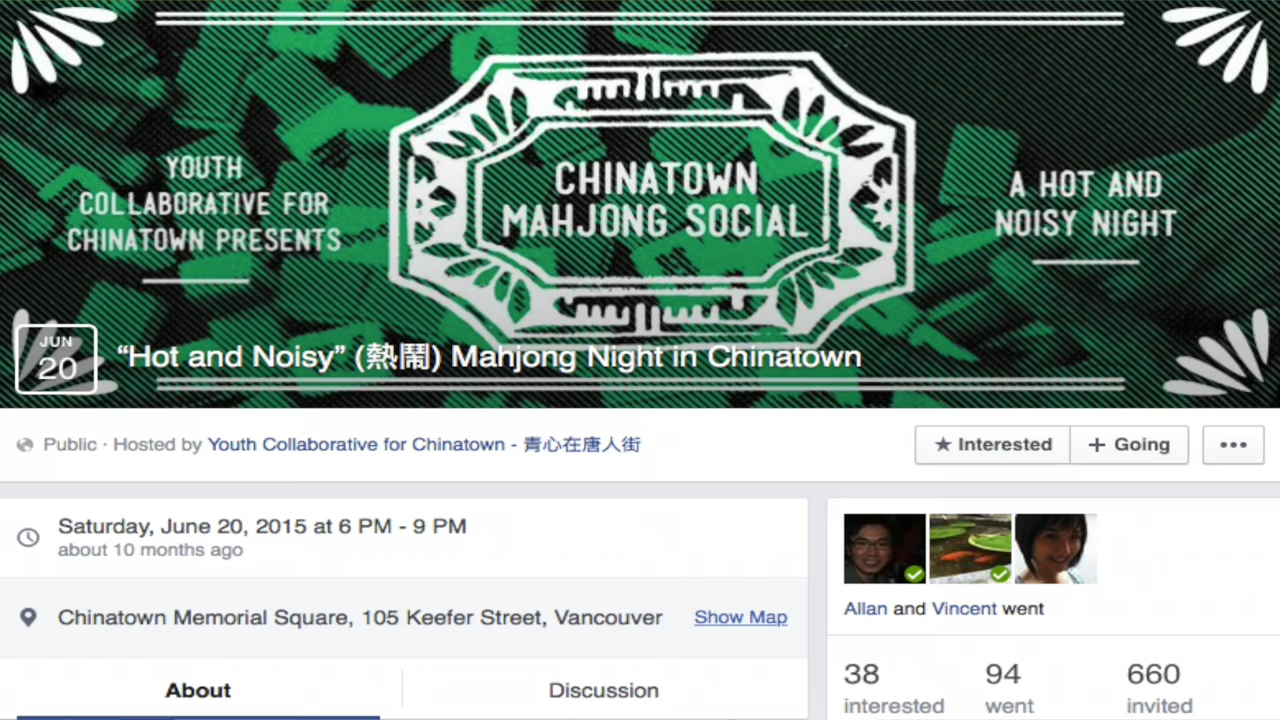 YOUTH
COLLABORATIVE FOR
CHINATOWN PRESENTS
CHINATOWN
MAHJONG SOCIAL
A HOT AND
NOISY NIGHT
JUN
20
“Hot and Noisy” (熱鬧) Mahjong Night in Chinatown
Public · Hosted by Youth Collaborative for Chinatown - 青心在唐人街
Interested
+ Going
Saturday, June 20, 2015 at 6 PM - 9 PM
about 10 months ago
Chinatown Memorial Square, 105 Keefer Street, Vancouver Show Map
About Discussion
Allan and Vincent went
38 94 660
interested went invited